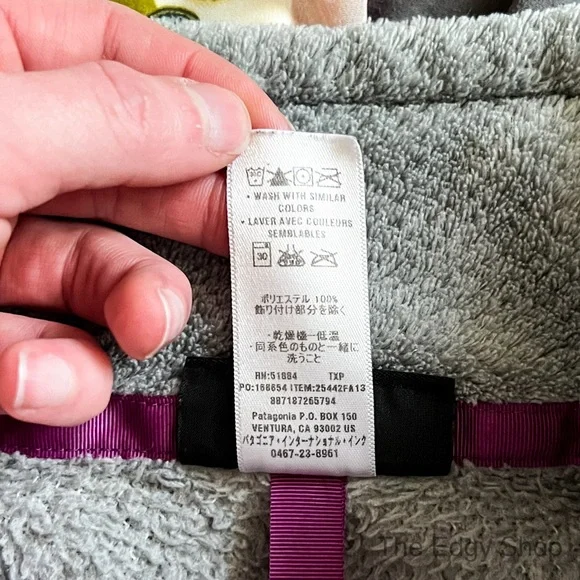 • WASH WITH SIMILAR
COLORS
• LAVER AVEC COULEURS
SEMBLABLES
30
ポリエステル 100%
飾り付け部分を除く
・乾燥機ー低温
・同系色のものと一緒に
洗うこと
RN:51884 TXP
PO:166654 ITEM:25442FA13
887187265794
Patagonia P.O. BOX 150
VENTURA, CA 93002 US
パタゴニア・インターナショナル・インク
0467-23-8961
The Edgy Shop